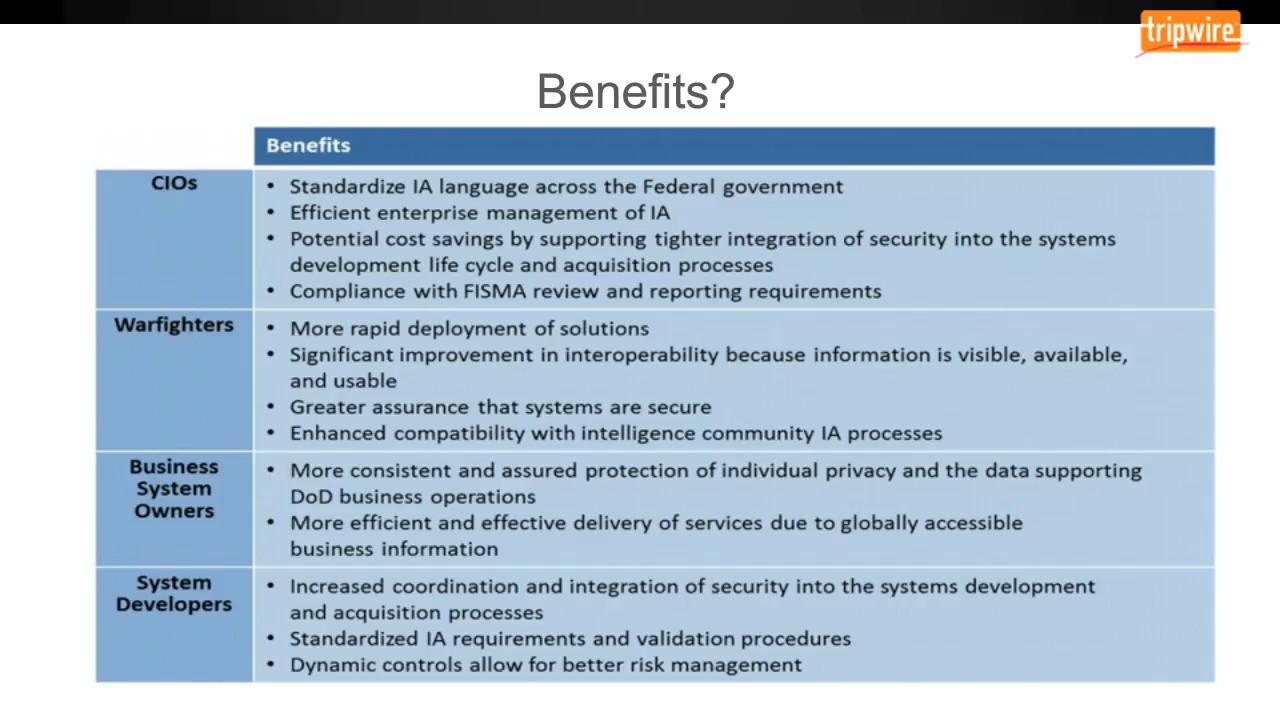 tripwire
Benefits?
Benefits
CIOs
• Standardize IA language across the Federal government
• Efficient enterprise management of IA
• Potential cost savings by supporting tighter integration of security into the systems
development life cycle and acquisition processes
• Compliance with FISMA review and reporting requirements
Warfighters
• More rapid deployment of solutions
• Significant improvement in interoperability because information is visible, available,
and usable
• Greater assurance that systems are secure
• Enhanced compatibility with intelligence community IA processes
Business
System
Owners
• More consistent and assured protection of individual privacy and the data supporting
DoD business operations
• More efficient and effective delivery of services due to globally accessible
business information
System
Developers
• Increased coordination and integration of security into the systems development
and acquisition processes
• Standardized IA requirements and validation procedures
• Dynamic controls allow for better risk management